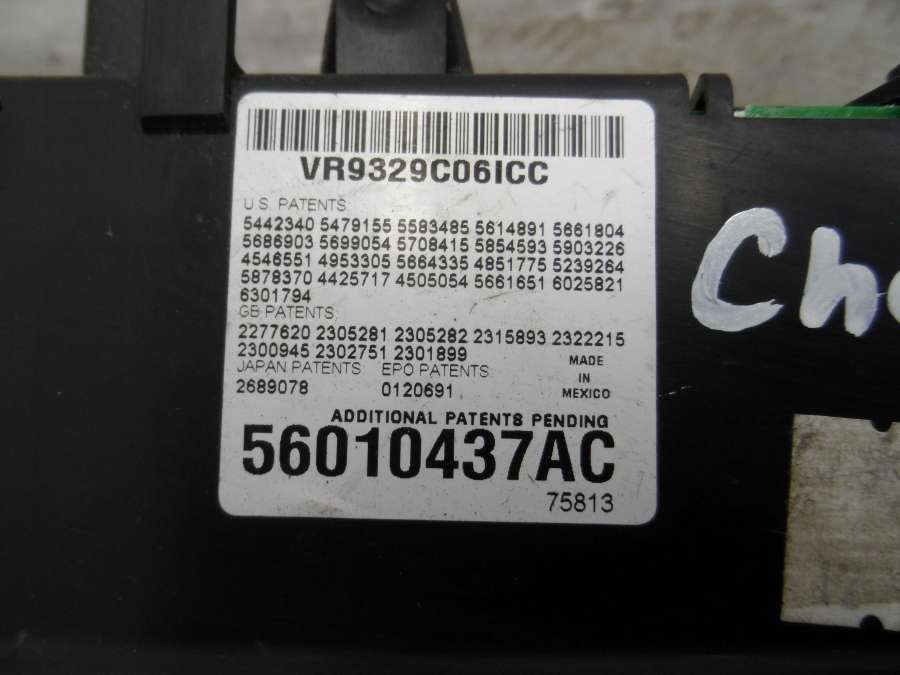 VR9329C06ICC
U.S. PATENTS:
5442340 5479155 5583485 5614891 5661804
5686903 5699054 5708415 5854593 5903226
4546551 4953305 5664335 4851775 5239264
5878370 4425717 4505054 5661651 6025821
6301794
GB PATENTS:
2277620 2305281 2305282 2315893 2322215
2300945 2302751 2301899
JAPAN PATENTS: EPO PATENTS:
2689078 0120691
MADE
IN
MEXICO
ADDITIONAL PATENTS PENDING
56010437AC
75813